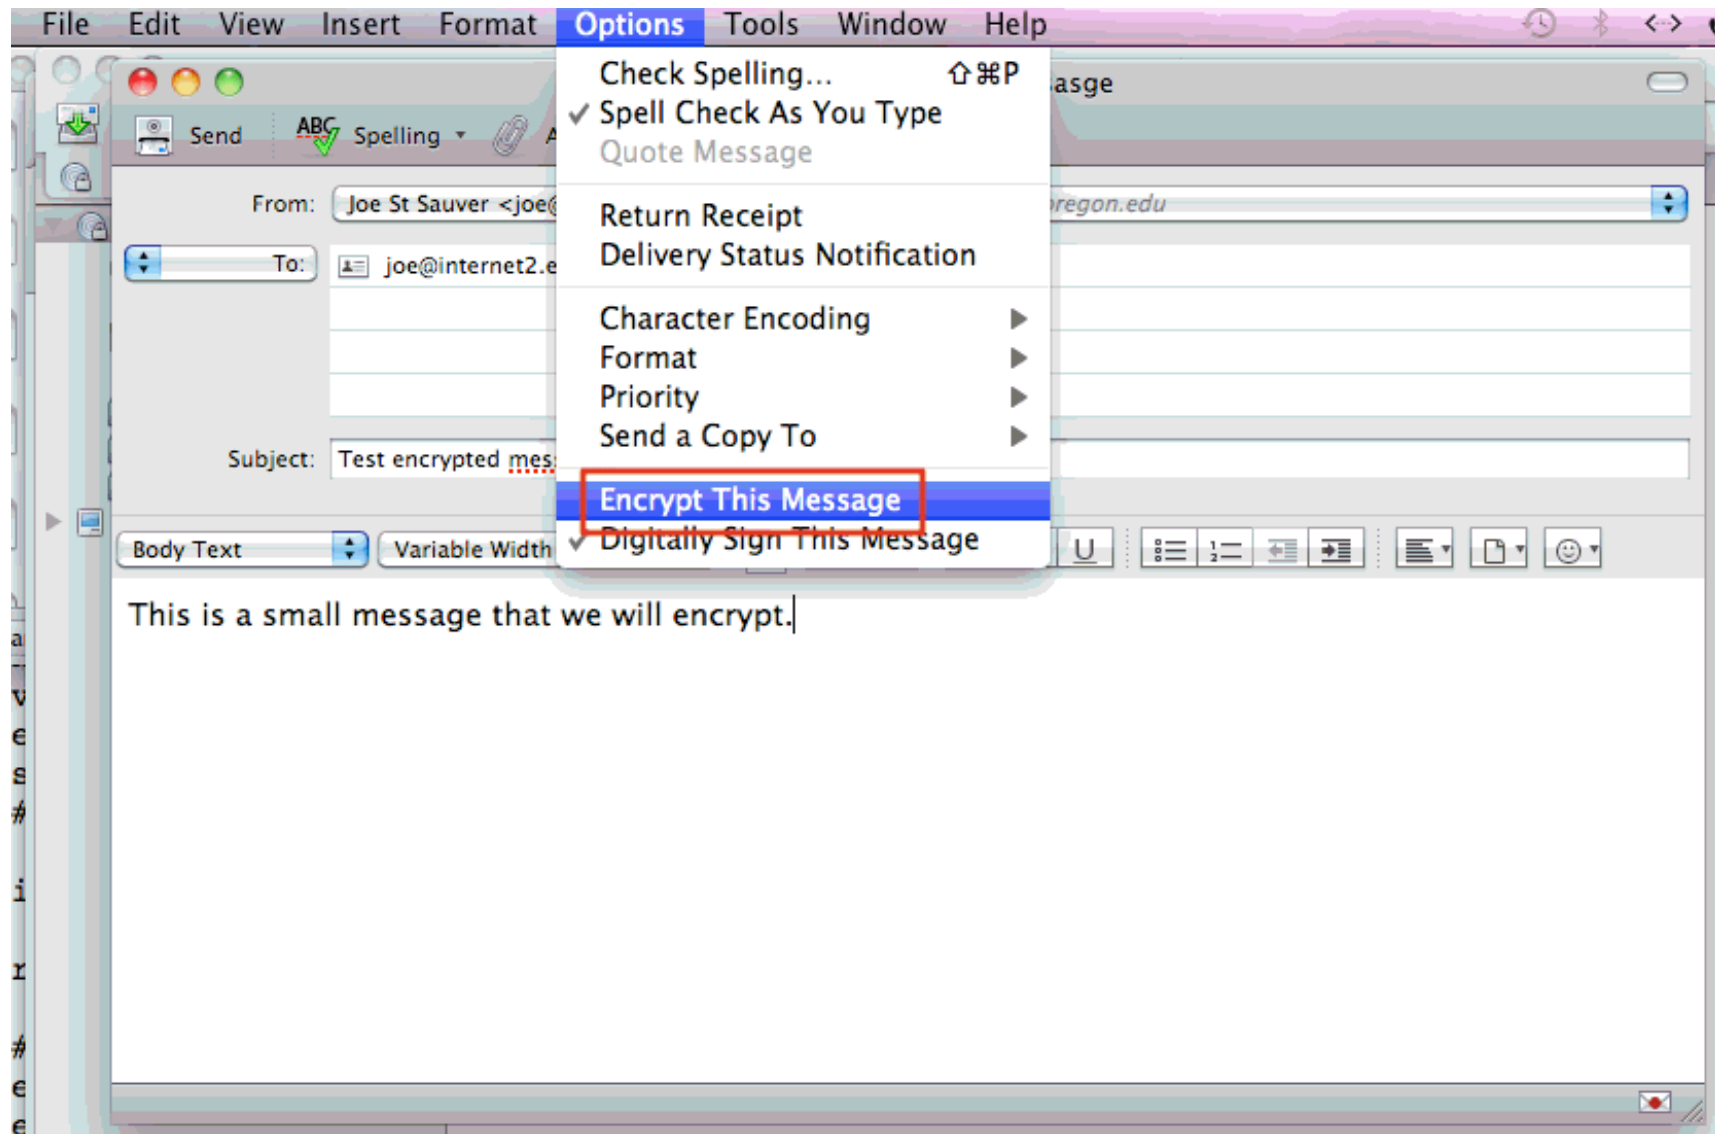 File Edit View Insert Format Options Tools Window Help
asge
Send ABC Spelling
From: Joe St Sauver <joe@ oregon.edu
To: joe@internet2.e
Subject: Test encrypted mes
Check Spelling... ⇧⌘P
✓ Spell Check As You Type
Quote Message
Return Receipt
Delivery Status Notification
Character Encoding
Format
Priority
Send a Copy To
Encrypt This Message
✓ Digitally Sign This Message
Body Text Variable Width U
This is a small message that we will encrypt.